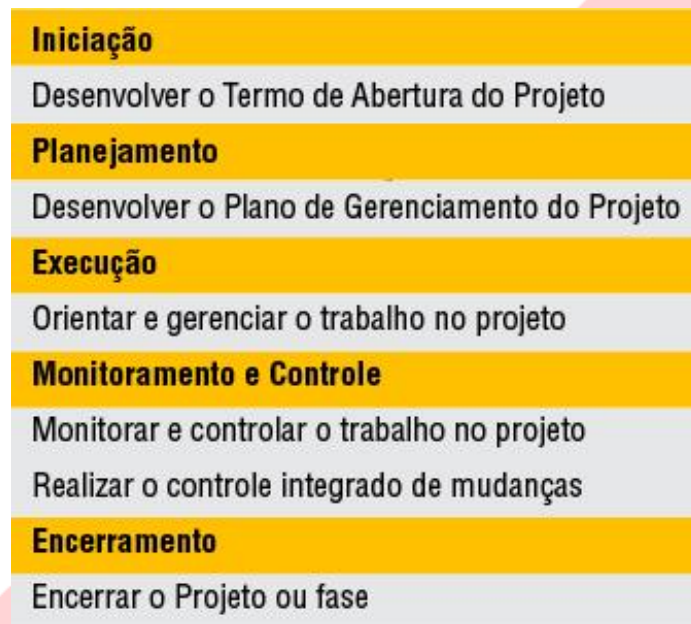 Iniciação
Desenvolver o Termo de Abertura do Projeto
Planejamento
Desenvolver o Plano de Gerenciamento do Projeto
Execução
Orientar e gerenciar o trabalho no projeto
Monitoramento e Controle
Monitorar e controlar o trabalho no projeto
Realizar o controle integrado de mudanças
Encerramento
Encerrar o Projeto ou fase